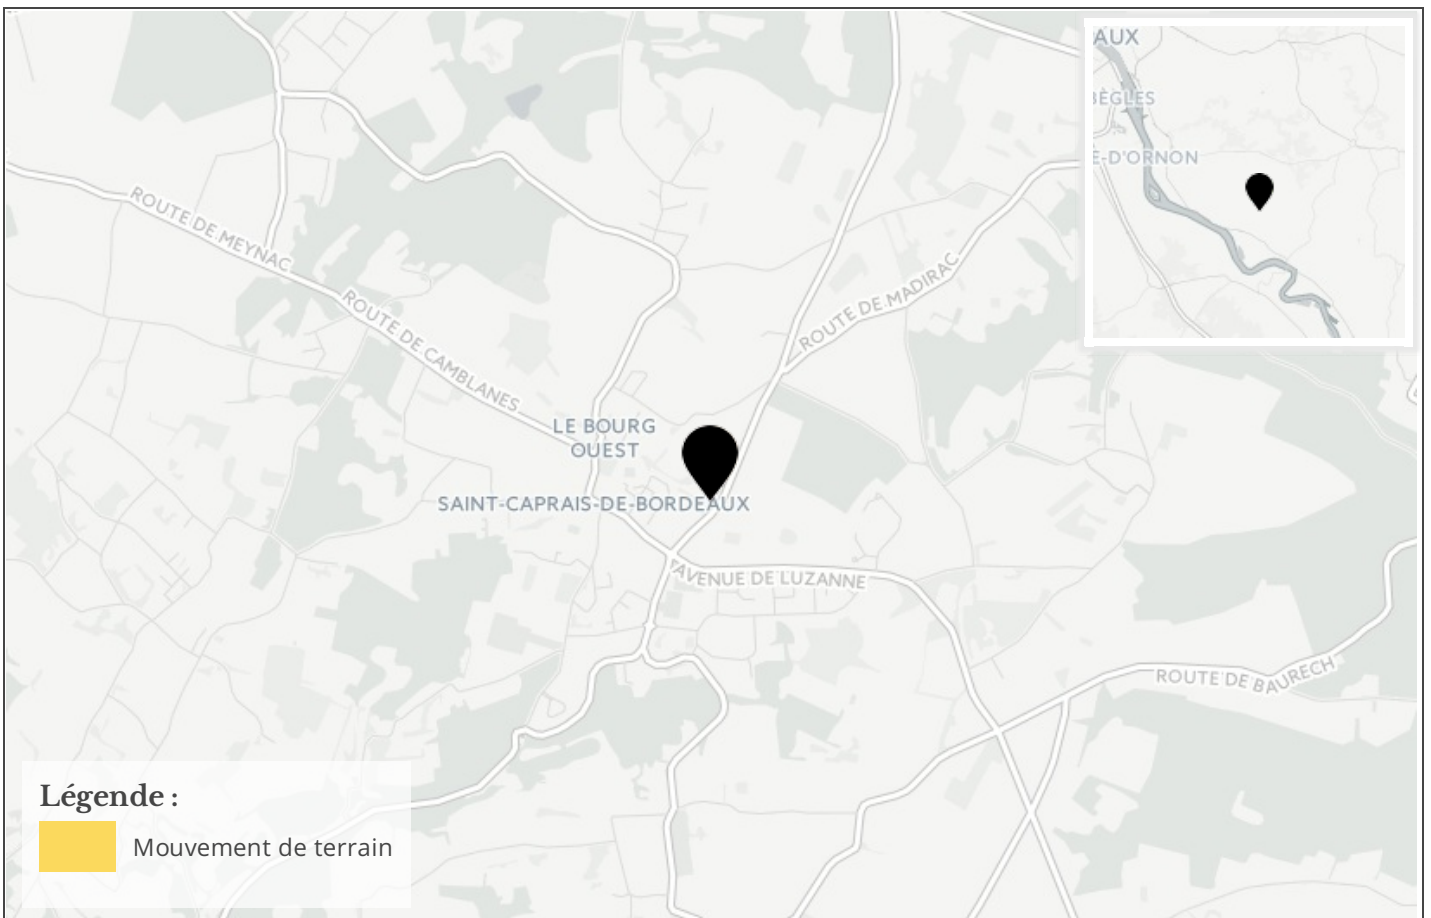 AUX
BÈGLES
E-D'ORNON
ROUTE DE MEYNAC
ROUTE DE CAMBLANES
ROUTE DE MADIRAC
LE BOURG
OUEST
SAINT-CAPRAIS-DE-BORDEAUX
AVENUE DE LUZANNE
ROUTE DE BAURECH
Légende :
Mouvement de terrain